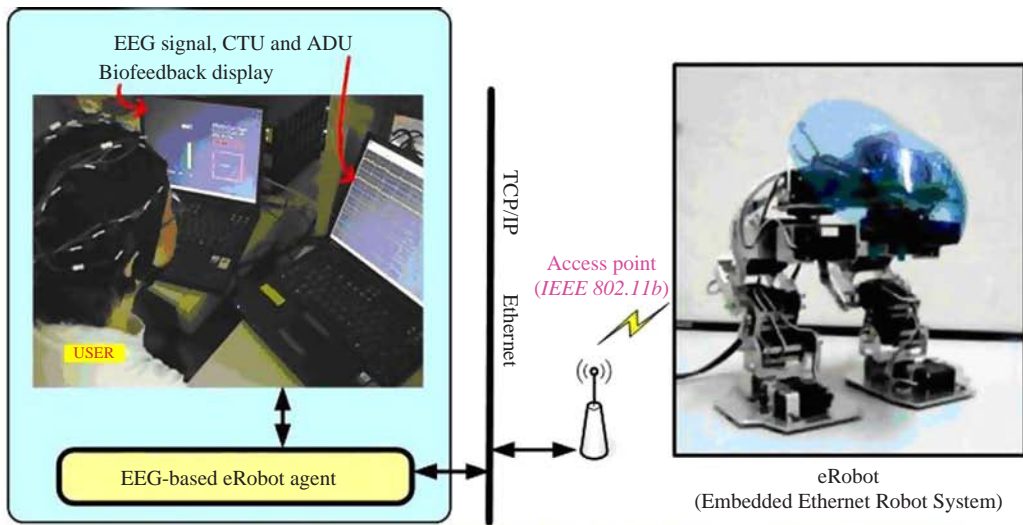 EEG signal, CTU and ADU
Biofeedback display
USER
EEG-based eRobot agent
TCP/IP
Ethernet
Access point
(IEEE 802.11b)
eRobot
(Embedded Ethernet Robot System)